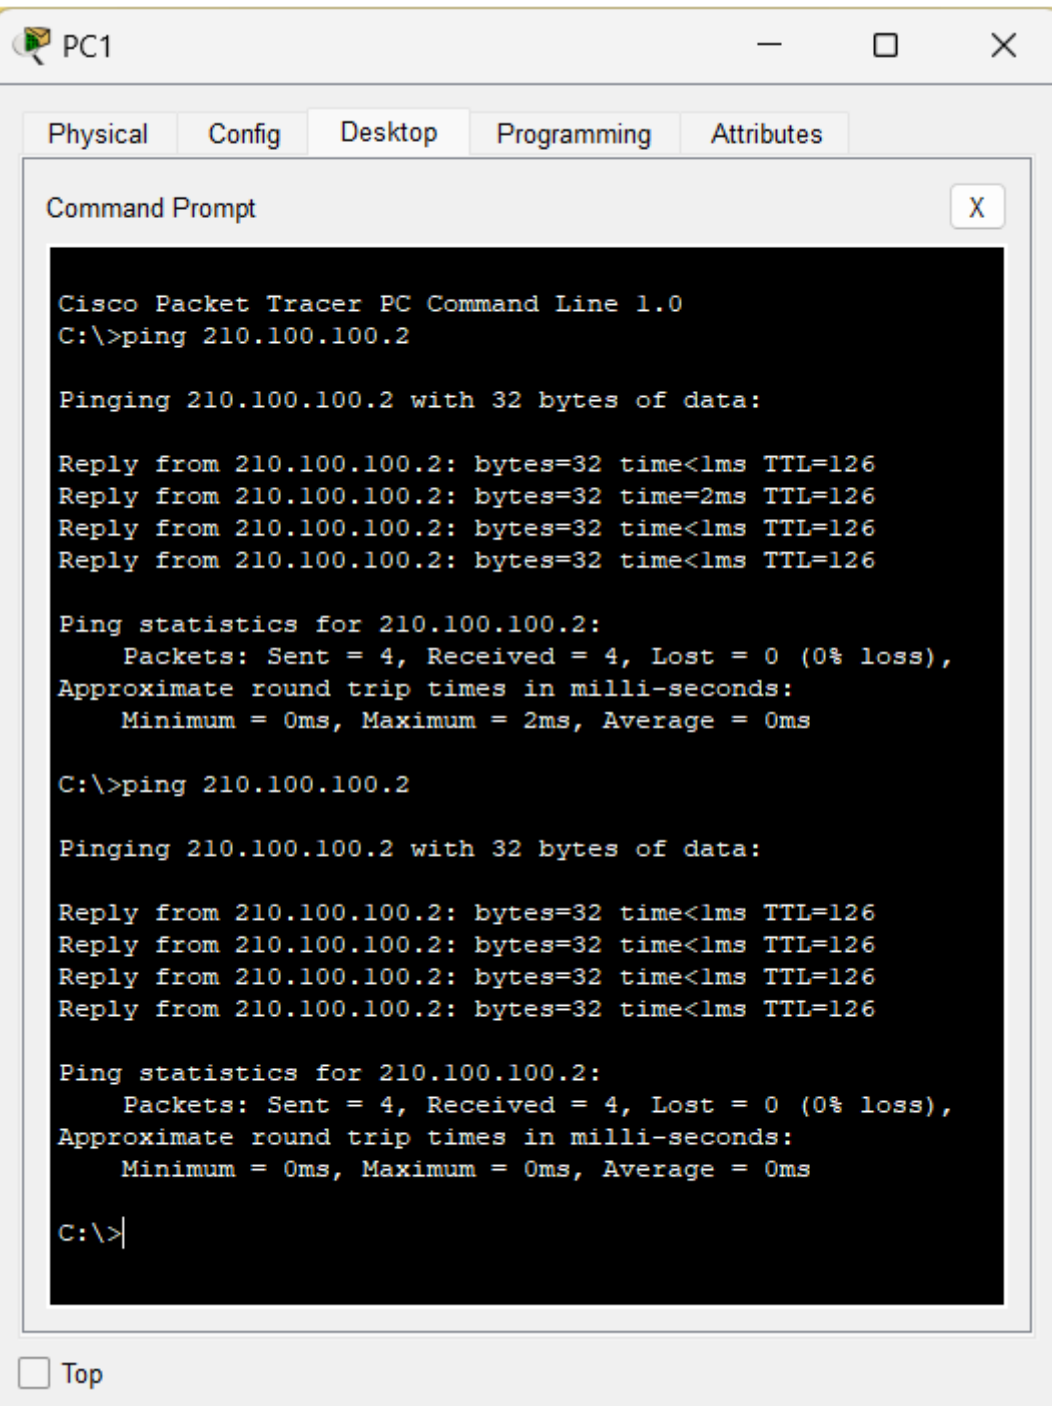 PC1
Physical Config Desktop Programming Attributes
Command Prompt X
Cisco Packet Tracer PC Command Line 1.0
C:\>ping 210.100.100.2
Pinging 210.100.100.2 with 32 bytes of data:
Reply from 210.100.100.2: bytes=32 time<1ms TTL=126
Reply from 210.100.100.2: bytes=32 time=2ms TTL=126
Reply from 210.100.100.2: bytes=32 time<1ms TTL=126
Reply from 210.100.100.2: bytes=32 time<1ms TTL=126
Ping statistics for 210.100.100.2:
Packets: Sent = 4, Received = 4, Lost = 0 (0% loss),
Approximate round trip times in milli-seconds:
Minimum = 0ms, Maximum = 2ms, Average = 0ms
C:\>ping 210.100.100.2
Pinging 210.100.100.2 with 32 bytes of data:
Reply from 210.100.100.2: bytes=32 time<1ms TTL=126
Reply from 210.100.100.2: bytes=32 time<1ms TTL=126
Reply from 210.100.100.2: bytes=32 time<1ms TTL=126
Reply from 210.100.100.2: bytes=32 time<1ms TTL=126
Ping statistics for 210.100.100.2:
Packets: Sent = 4, Received = 4, Lost = 0 (0% loss),
Approximate round trip times in milli-seconds:
Minimum = 0ms, Maximum = 0ms, Average = 0ms
C:\>
Top